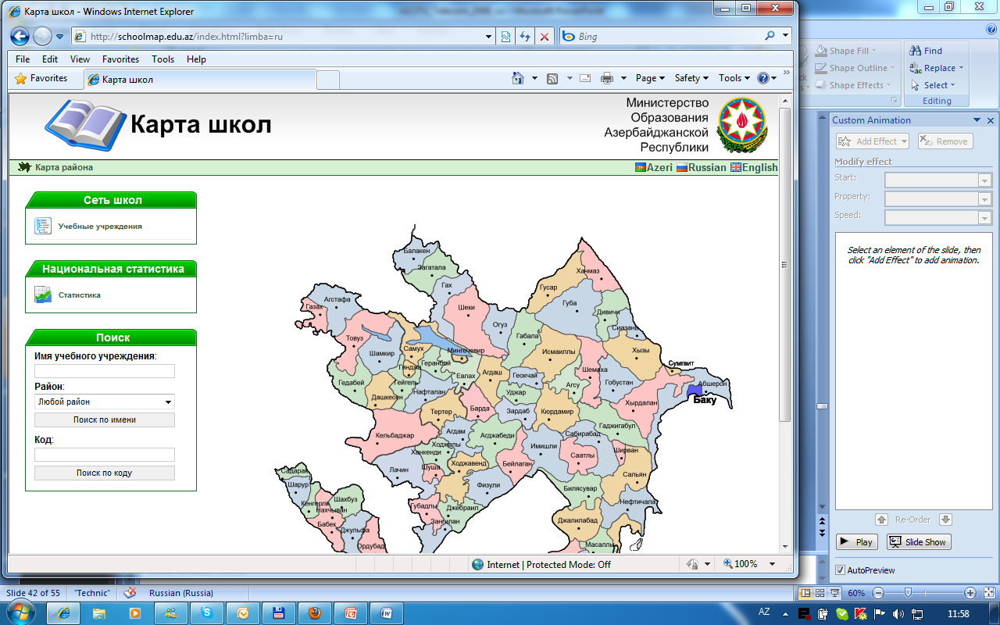 Карта школ - Windows Internet Explorer
http://schoolmap.edu.az/index.html?limba=ru
Bing
File Edit View Favorites Tools Help
Favorites
Карта школ
Page Safety Tools
Карта школ
Министерство
Образования
Азербайджанской
Республики
Карта района
Azeri Russian English
Сеть школ
Учебные учреждения
Национальная статистика
Статистика
Поиск
Имя учебного учреждения:
Район:
Любой район
Поиск по имени
Код:
Поиск по коду
Балакен
Загатала
Гах
Ханмаз
Гусар
Губа
Агстафа
Газах
Шеки
Огуз
Дивичи
Сиазань
Товуз
Габала
Шамкир
Самух
Мингечевир
Исмаиллы
Хызы
Сумгаит
Гянджа
Геранбой
Евлах
Агдаш
Геокчай
Шемаха
Гобустан
Абшерон
Баку
Гедабей
Дашкесен
Гейгель
Нафталан
Уджар
Агсу
Хырдалан
Тертер
Барда
Зардаб
Кюрдамир
Гаджигабул
Кельбаджар
Агдам
Агджабеди
Сабирабад
Ходжалы
Ханкенди
Имишли
Саатлы
Ширван
Лачин
Шуша
Ходжавенд
Бейлаган
Сальян
Садарак
Шарур
Физули
Билясувар
Нефтичала
Кенгерли
Шахбуз
Нахчыван
Бабек
Джульфа
Ордубад
Губадлы
Джебраил
Зангилан
Джалилабад
Масаллы
Internet | Protected Mode: Off
100%
Shape Fill
Shape Outline
Shape Effects
Find
Replace
Select
Editing
Custom Animation
Add Effect
Remove
Modify effect
Start:
Property:
Speed:
Select an element of the slide, then
click "Add Effect" to add animation.
Re-Order
Play
Slide Show
AutoPreview
Slide 42 of 55
"Technic"
Russian (Russia)
60%
AZ
11:58